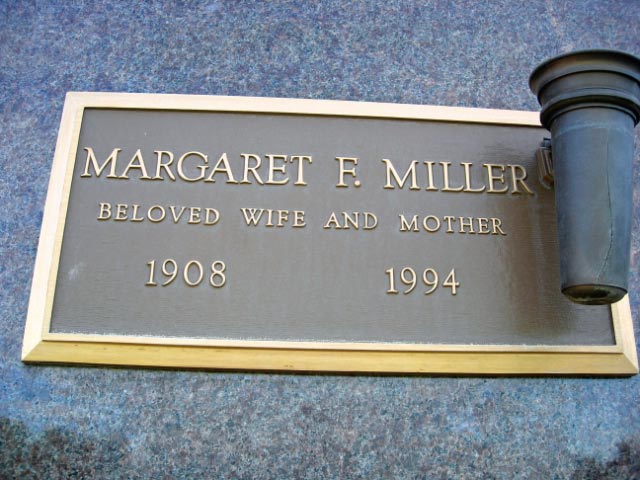 MARGARET F. MILLER
BELOVED WIFE AND MOTHER
1908 1994